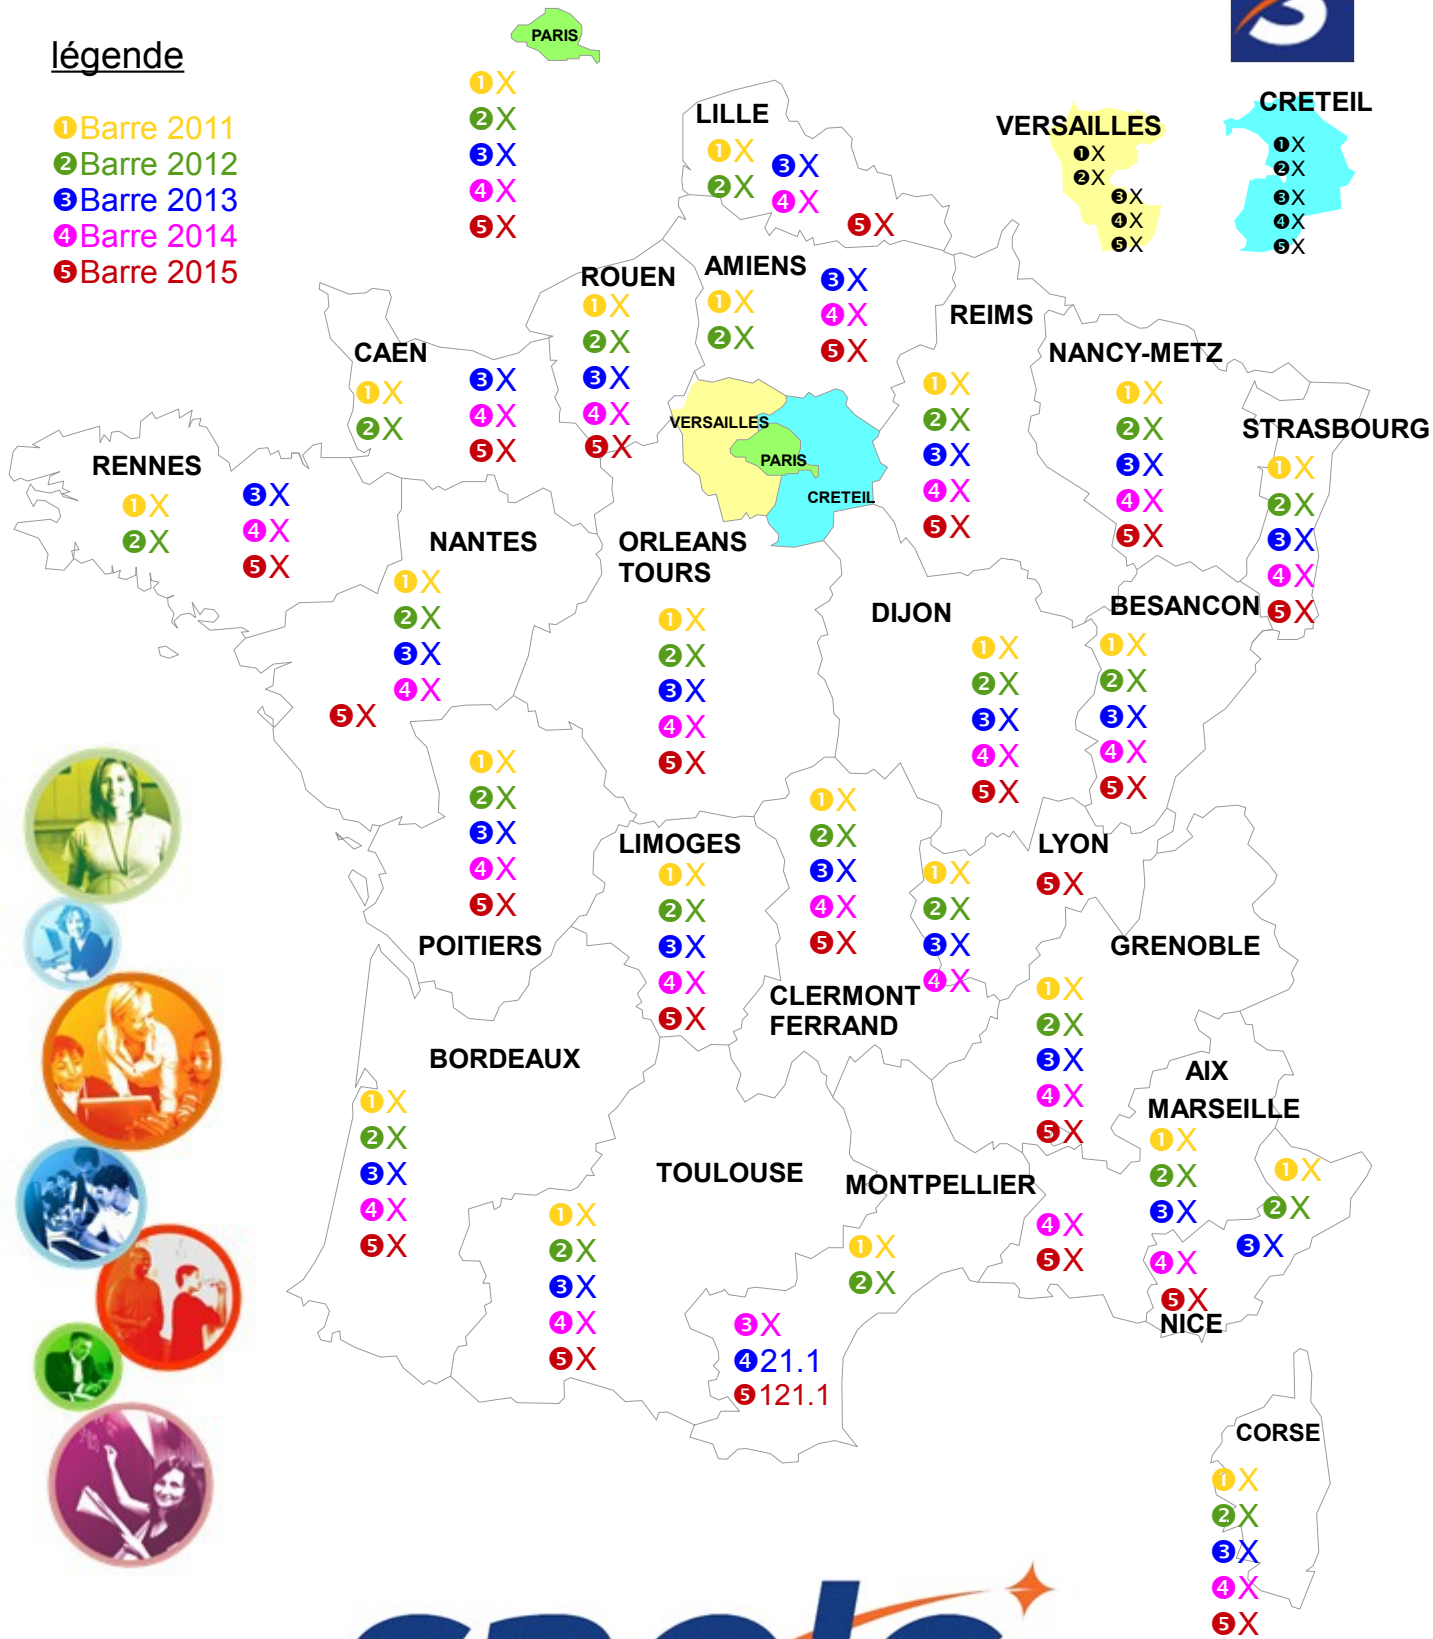 légende
❶Barre 2011
❷Barre 2012
❸Barre 2013
❹Barre 2014
❺Barre 2015
PARIS
❶X
❷X
❸X
❹X
❺X
LILLE
❶X
❷X
❸X
❹X
❺X
VERSAILLES
❶X
❷X
❸X
❹X
❺X
CRETEIL
❶X
❷X
❸X
❹X
❺X
ROUEN
❶X
❷X
❸X
❹X
❺X
AMIENS
❶X
❷X
❸X
❹X
❺X
REIMS
❶X
❷X
❸X
❹X
❺X
CAEN
❶X
❷X
❸X
❹X
❺X
NANCY-METZ
❶X
❷X
❸X
❹X
❺X
STRASBOURG
❶X
❷X
❸X
❹X
❺X
VERSAILLES
PARIS
CRETEIL
RENNES
❶X
❷X
❸X
❹X
❺X
NANTES
❶X
❷X
❸X
❹X
❺X
ORLEANS
TOURS
❶X
❷X
❸X
❹X
❺X
DIJON
❶X
❷X
❸X
❹X
❺X
BESANCON
❶X
❷X
❸X
❹X
❺X
❶X
❷X
❸X
❹X
❺X
POITIERS
LIMOGES
❶X
❷X
❸X
❹X
❺X
❶X
❷X
❸X
❹X
❺X
CLERMONT
FERRAND
LYON
❶X
❷X
❸X
❹X
❺X
GRENOBLE
❶X
❷X
❸X
❹X
❺X
BORDEAUX
❶X
❷X
❸X
❹X
❺X
AIX
MARSEILLE
❶X
❷X
❸X
❹X
❺X
TOULOUSE
❶X
❷X
❸X
❹X
❺X
MONTPELLIER
❶X
❷X
❸X
❹21.1
❺121.1
❶X
❷X
❸X
❹X
❺X
NICE
CORSE
❶X
❷X
❸X
❹X
❺X